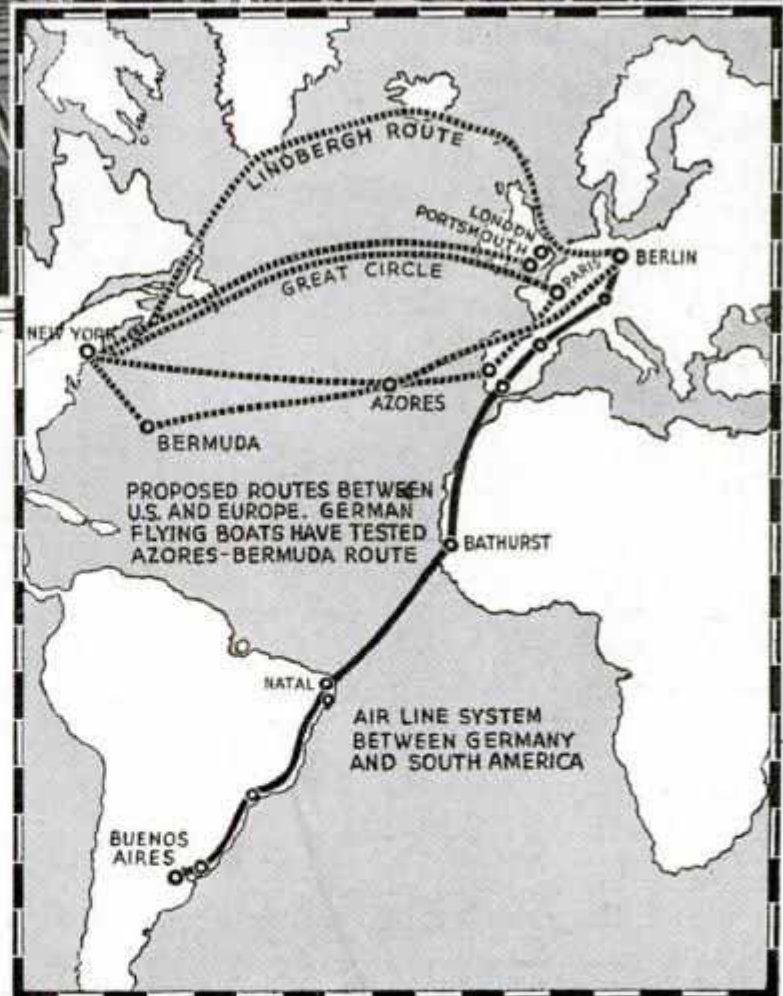 LINDBERGH ROUTE
LONDON
PORTSMOUTH
BERLIN
GREAT CIRCLE
PARIS
NEW YORK
AZORES
BERMUDA
PROPOSED ROUTES BETWEEN
U.S. AND EUROPE. GERMAN
FLYING BOATS HAVE TESTED
AZORES-BERMUDA ROUTE
BATHURST
NATAL
AIR LINE SYSTEM
BETWEEN GERMANY
AND SOUTH AMERICA
BUENOS
AIRES